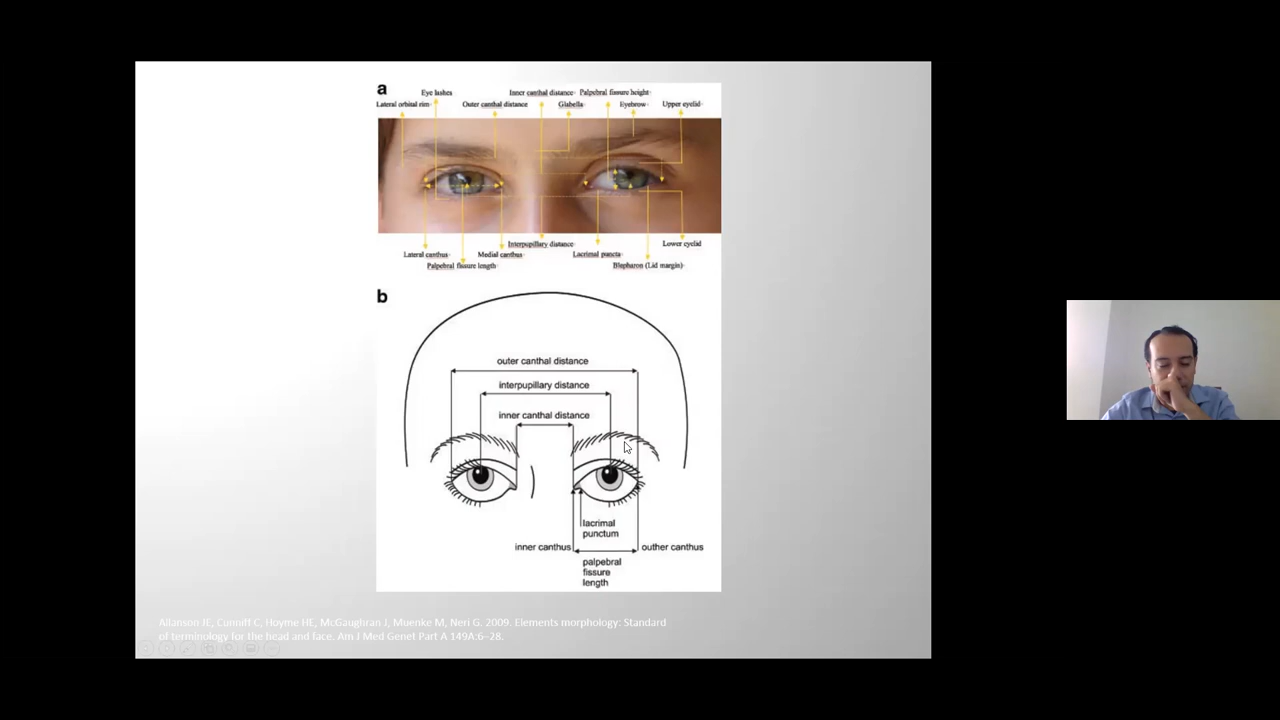 a
Eye lashes Inner canthal distance Palpebral fissure height
Lateral orbital rim Outer canthal distance Glabella Eyebrow Upper eyelid
Interpupillary distance Lower eyelid
Lateral canthus Medial canthus Lacrimal puncta
Palpebral fissure length Blepharon (Lid margin)
b
outer canthal distance
interpupillary distance
inner canthal distance
lacrimal
punctum
inner canthus outher canthus
palpebral
fissure
length
Allanson JE, Cunniff C, Hoyme HE, McGaughran J, Muenke M, Neri G. 2009. Elements morphology: Standard
of terminology for the head and face. Am J Med Genet Part A 149A:6–28.